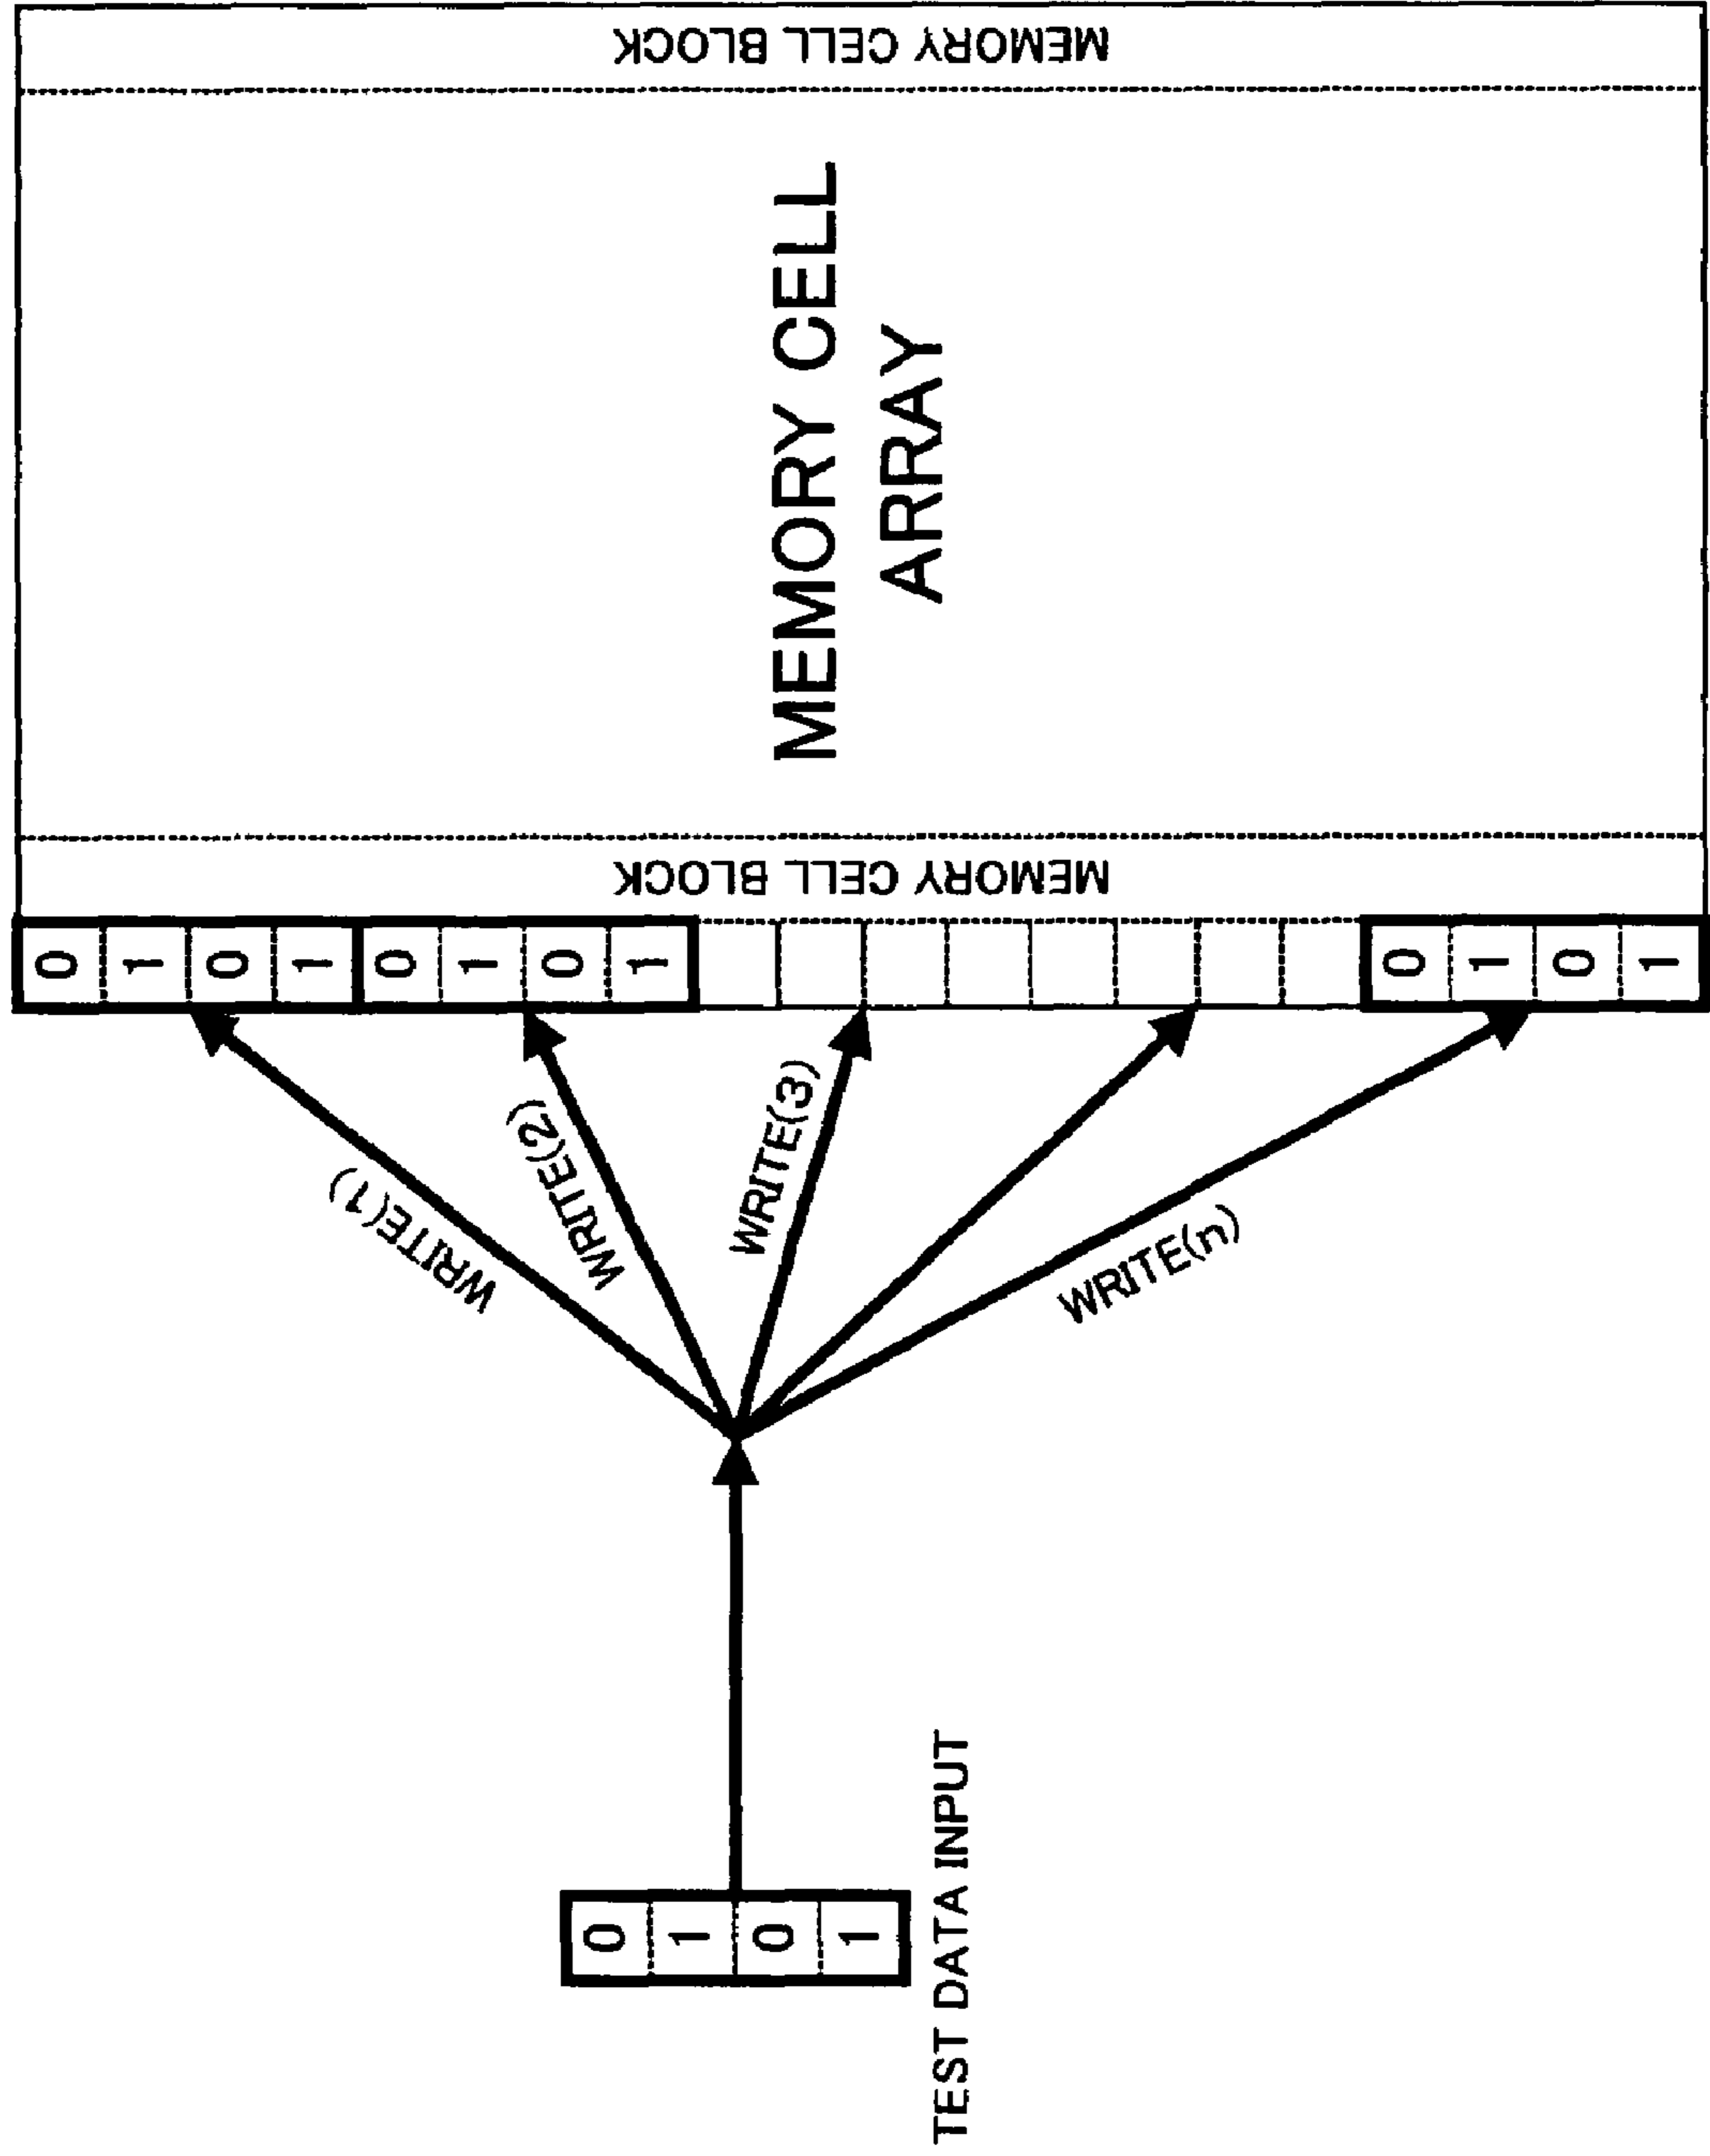 MEMORY CELL BLOCK
MEMORY CELL
ARRAY
MEMORY CELL BLOCK
0 1 0 1 0 1 0 1 0 1 0 1
WRITE(1)
WRITE(2)
WRITE(3)
WRITE(n)
0 1 0 1
TEST DATA INPUT